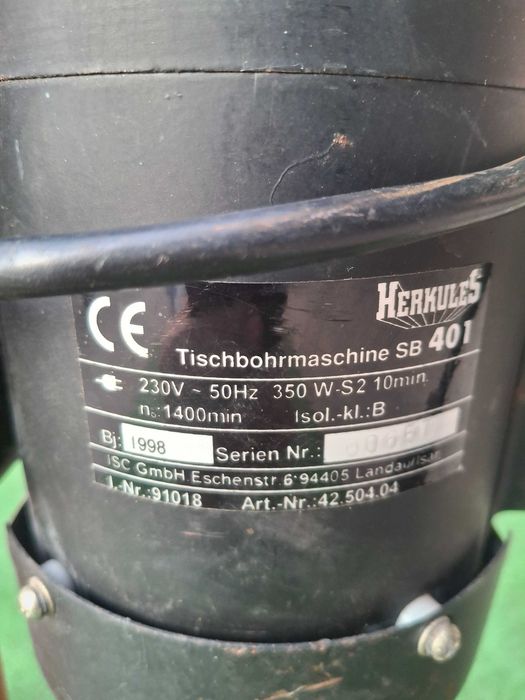 CE HERKULES
Tischbohrmaschine SB 401
230V ~ 50Hz 350 W-S2 10min
n₀:1400min Isol.-kl.:B
Bj: 1998 Serien Nr.:
ISC GmbH Eschenstr.6 94405 Landau/Isar
I.-Nr.:91018 Art.-Nr.:42.504.04